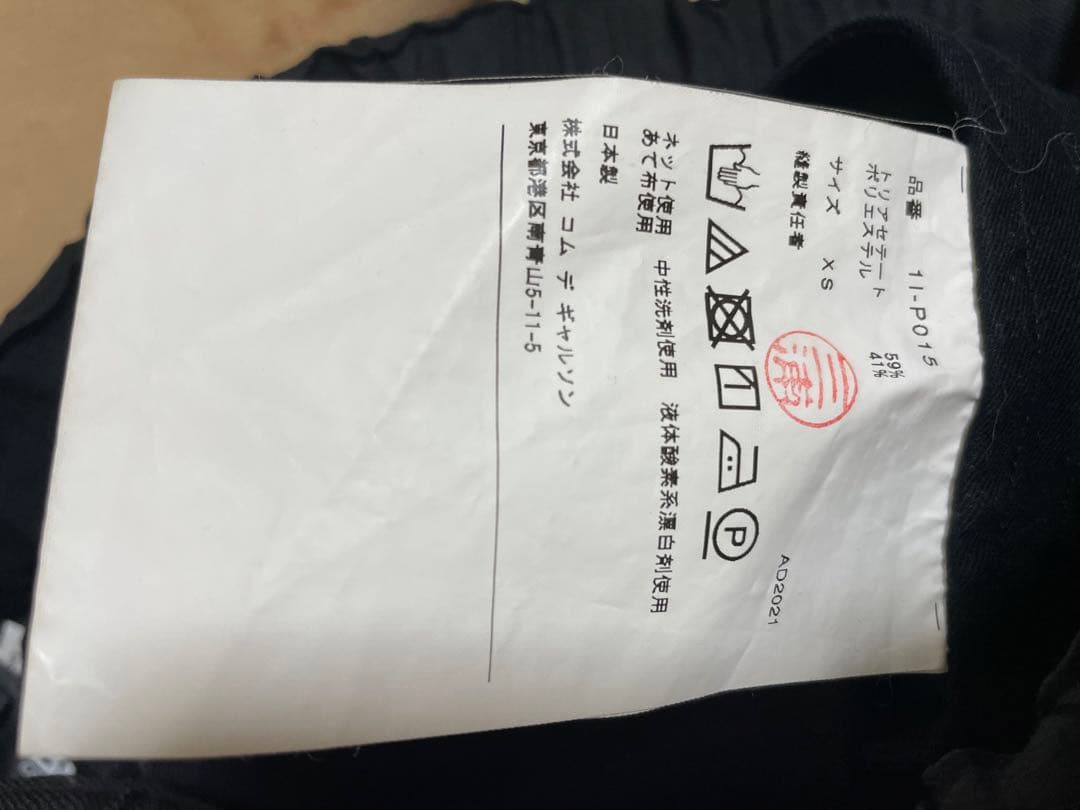 品番 1I-P015
トリアセテート 59%
ポリエステル 41%
サイズ XS
縫製責任者
AD2021
P
ネット使用 中性洗剤使用 液体酸素系漂白剤使用
あて布使用
日本製
株式会社 コム デ ギャルソン
東京都港区南青山5-11-5